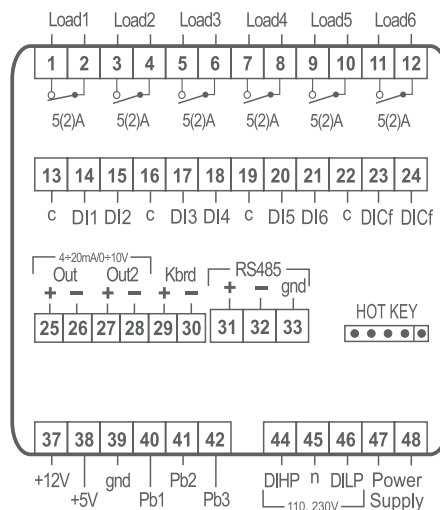 Load1 Load2 Load3 Load4 Load5 Load6
1 2 3 4 5 6 7 8 9 10 11 12
5(2)A 5(2)A 5(2)A 5(2)A 5(2)A 5(2)A
13 14 15 16 17 18 19 20 21 22 23 24
c DI1 DI2 c DI3 DI4 c DI5 DI6 c DICf DICf
4÷20mA/0÷10V
Out Out2 Kbrd RS485
+ − + − + − + − gnd
25 26 27 28 29 30 31 32 33
HOT KEY
37 38 39 40 41 42 44 45 46 47 48
+12V gnd Pb2 DIHP n DILP Power
+5V Pb1 Pb3 110, 230V Supply